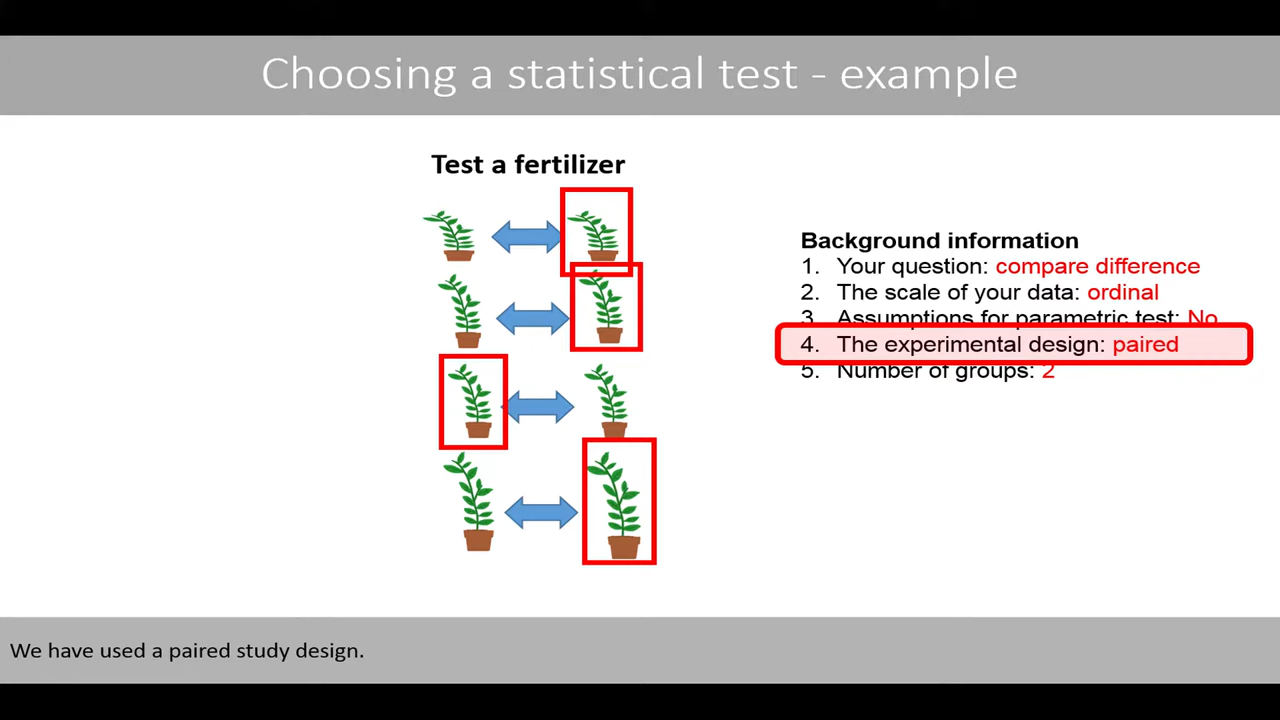 Choosing a statistical test - example
Test a fertilizer
Background information
1. Your question: compare difference
2. The scale of your data: ordinal
3. Assumptions for parametric test: No
4. The experimental design: paired
5. Number of groups: 2
We have used a paired study design.